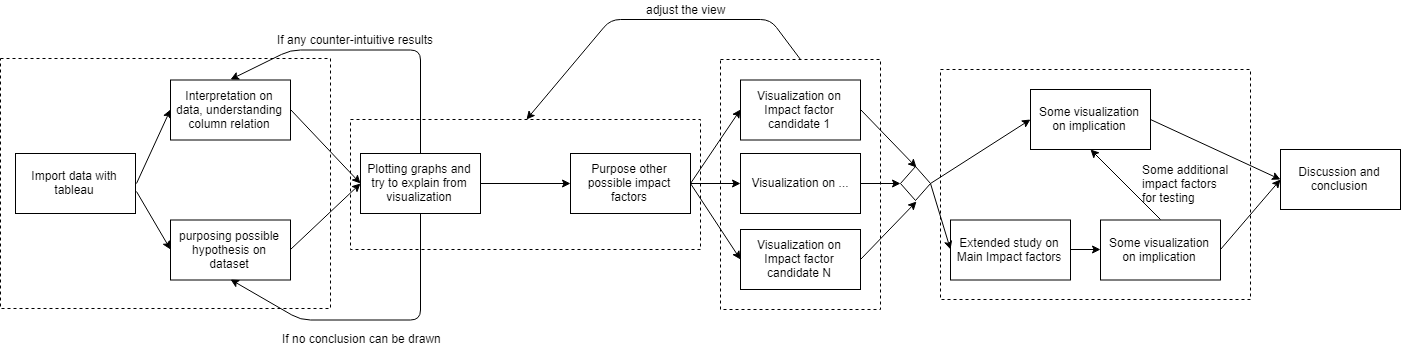 adjust the view
If any counter-intuitive results
Interpretation on
data, understanding
column relation
Import data with
tableau
purposing possible
hypothesis on
dataset
If no conclusion can be drawn
Plotting graphs and
try to explain from
visualization
Purpose other
possible impact
factors
Visualization on
Impact factor
candidate 1
Visualization on ...
Visualization on
Impact factor
candidate N
Some visualization
on implication
Some additional
impact factors
for testing
Extended study on
Main Impact factors
Some visualization
on implication
Discussion and
conclusion